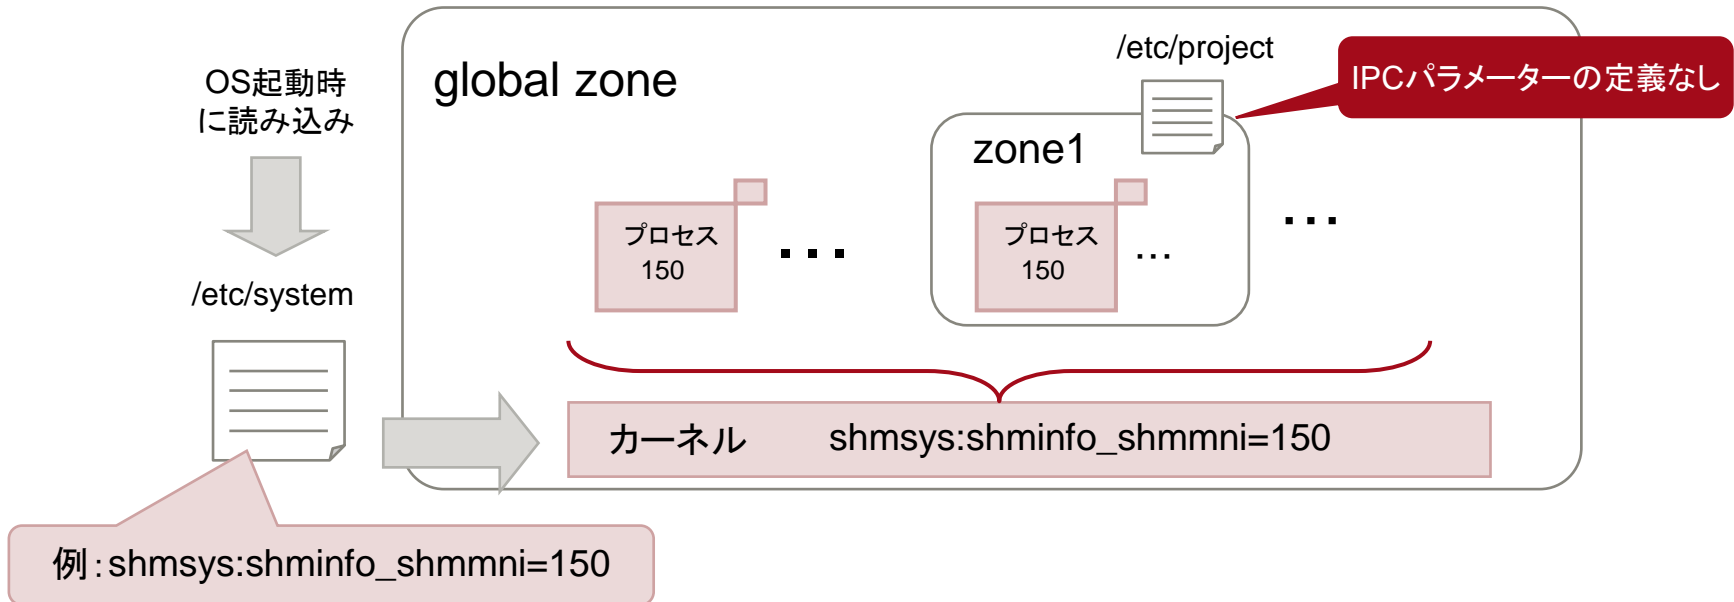 /etc/project
IPCパラメーターの定義なし
global zone
OS起動時
に読み込み
zone1
プロセス
150
...
プロセス
150
...
...
/etc/system
カーネル shmsys:shminfo_shmmni=150
例：shmsys:shminfo_shmmni=150